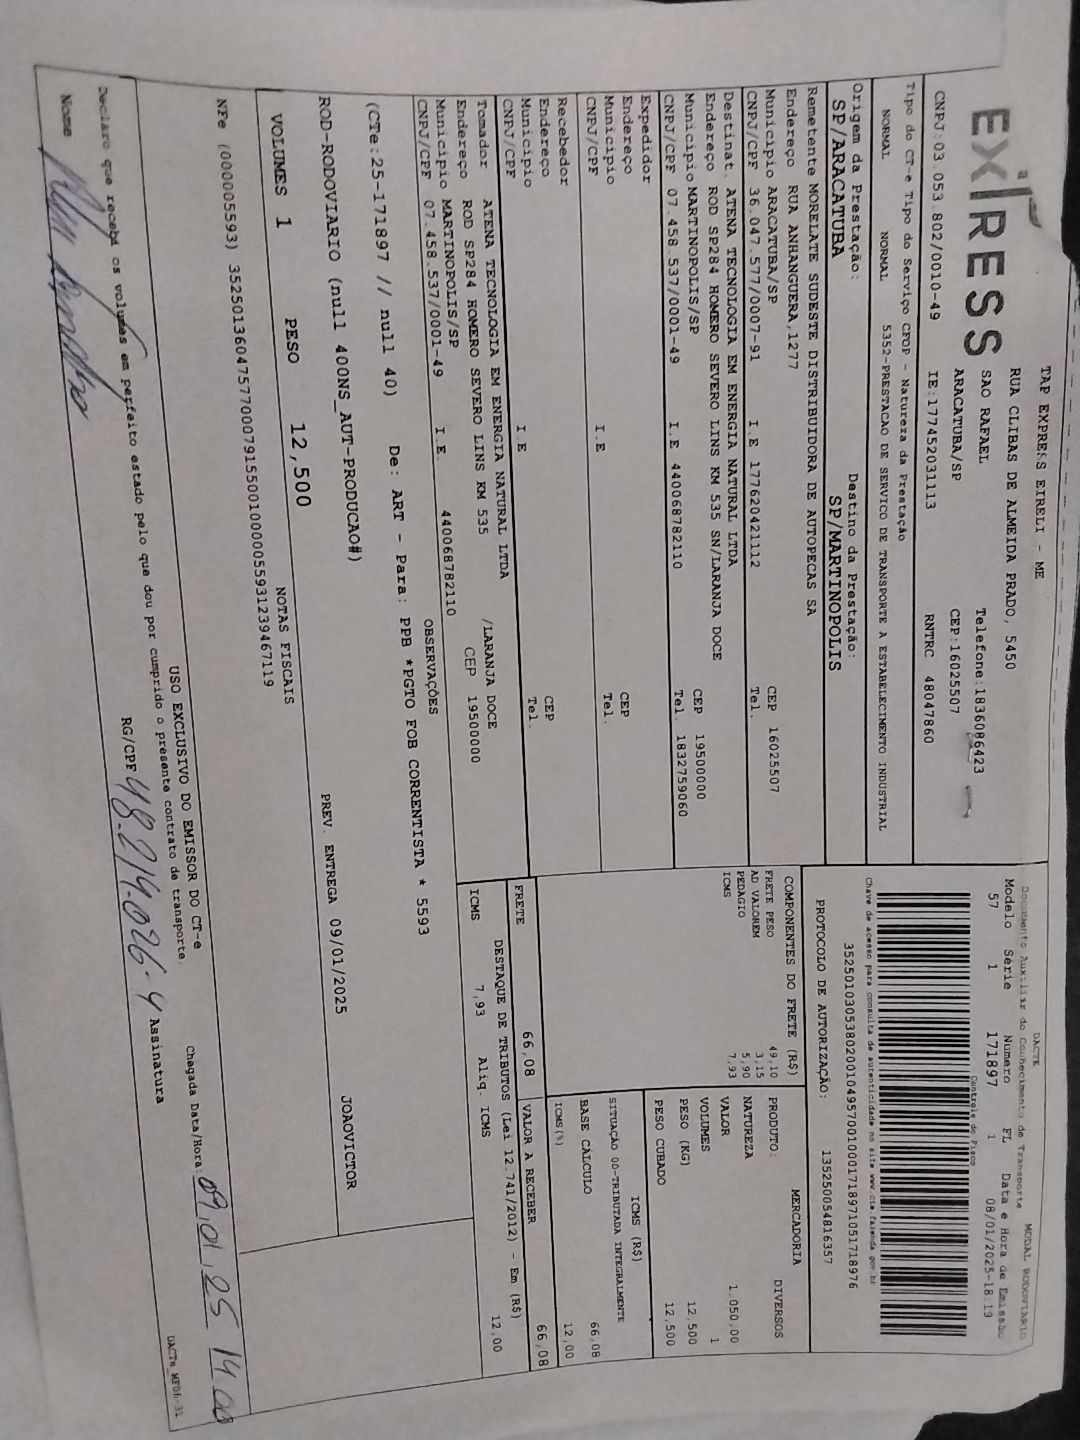 EXPRESS
TAP EXPRESS EIRELI - ME
RUA CLIBAS DE ALMEIDA PRADO, 5450
SAO RAFAEL Telefone:1836086423
ARACATUBA/SP CEP:16025507
CNPJ:03.053.802/0010-49 IE:177452031113 RNTRC 48047860
Tipo do CT-e Tipo do Serviço CFOP - Natureza da Prestação
NORMAL NORMAL 5352-PRESTACAO DE SERVICO DE TRANSPORTE A ESTABELECIMENTO INDUSTRIAL
Origem da Prestação: Destino da Prestação:
SP/ARACATUBA SP/MARTINOPOLIS
Remetente MORELATE SUDESTE DISTRIBUIDORA DE AUTOPECAS SA
Endereço RUA ANHANGUERA,1277
Municipio ARACATUBA/SP CEP 16025507
CNPJ/CPF 36.047.577/0007-91 I.E 177620421112 Tel.
Destinat. ATENA TECNOLOGIA EM ENERGIA NATURAL LTDA
Endereço ROD SP284 HOMERO SEVERO LINS KM 535 SN/LARANJA DOCE
Municipio MARTINOPOLIS/SP CEP 19500000
CNPJ/CPF 07.458.537/0001-49 I.E 440068782110 Tel. 1832759060
Expedidor
Endereço
Municipio CEP
CNPJ/CPF I.E Tel.
Recebedor
Endereço
Municipio CEP
CNPJ/CPF I.E Tel.
Tomador ATENA TECNOLOGIA EM ENERGIA NATURAL LTDA
Endereço ROD SP284 HOMERO SEVERO LINS KM 535 /LARANJA DOCE
Municipio MARTINOPOLIS/SP CEP 19500000
CNPJ/CPF 07.458.537/0001-49 I.E. 440068782110
DACTE MODAL RODOVIARIO
Documento Auxiliar do Conhecimento de Transporte
Modelo Série Numero FL Data e Hora de Emissão
57 1 171897 1 08/01/2025-18:19
Controle do Fisco
Chave de acesso para consulta de autenticidade no site www.cte.fazenda.gov.br
35250103053802001049570010001718971051718976
PROTOCOLO DE AUTORIZAÇÃO: 135250054816357
COMPONENTES DO FRETE (R$)
FRETE PESO 49,10
AD VALOREM 3,15
PEDAGIO 5,90
ICMS 7,93
MERCADORIA
PRODUTO: DIVERSOS
NATUREZA
VALOR 1.050,00
VOLUMES 1
PESO (KG) 12,500
PESO CUBADO 12,500
ICMS (R$)
SITUAÇÃO 00-TRIBUTADA INTEGRALMENTE
BASE CÁLCULO 66,08
ICMS(%) 12,00
FRETE 66,08 VALOR A RECEBER 66,08
DESTAQUE DE TRIBUTOS (Lei 12.741/2012) - Em (R$)
ICMS 7,93 Aliq. ICMS 12,00
OBSERVAÇÕES
(CTe:25-171897 // null 40) De: ART - Para: PPB *PGTO FOB CORRENTISTA * 5593
ROD-RODOVIARIO (null 400NS_AUT-PRODUCAO#)
PREV. ENTREGA 09/01/2025 JOAOVICTOR
VOLUMES 1 PESO 12,500
NOTAS FISCAIS
NFe (000005593) 35250136047577000791550010000055931239467119
USO EXCLUSIVO DO EMISSOR DO CT-e
Declaro que recebi os volumes em perfeito estado pelo que dou por cumprido o presente contrato de transporte.
Chegada Data/Hora: 09.01.25 14:00
Nome RG/CPF 48.214.026-4 Assinatura